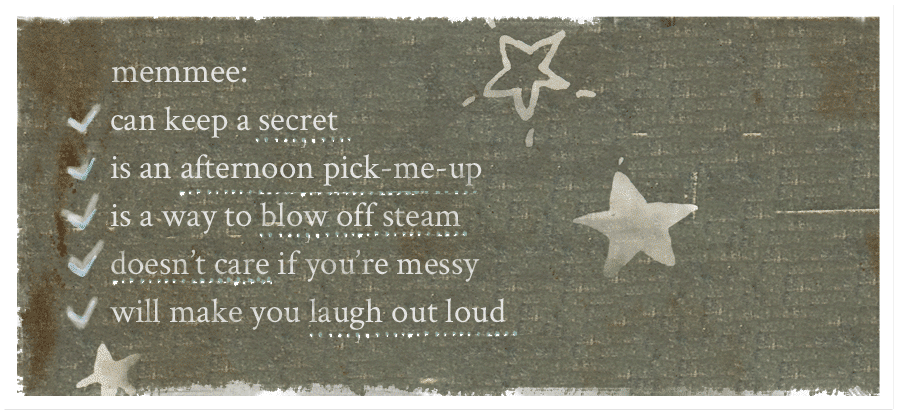 memmee:
can keep a secret
is an afternoon pick-me-up
is a way to blow off steam
doesn't care if you're messy
will make you laugh out loud